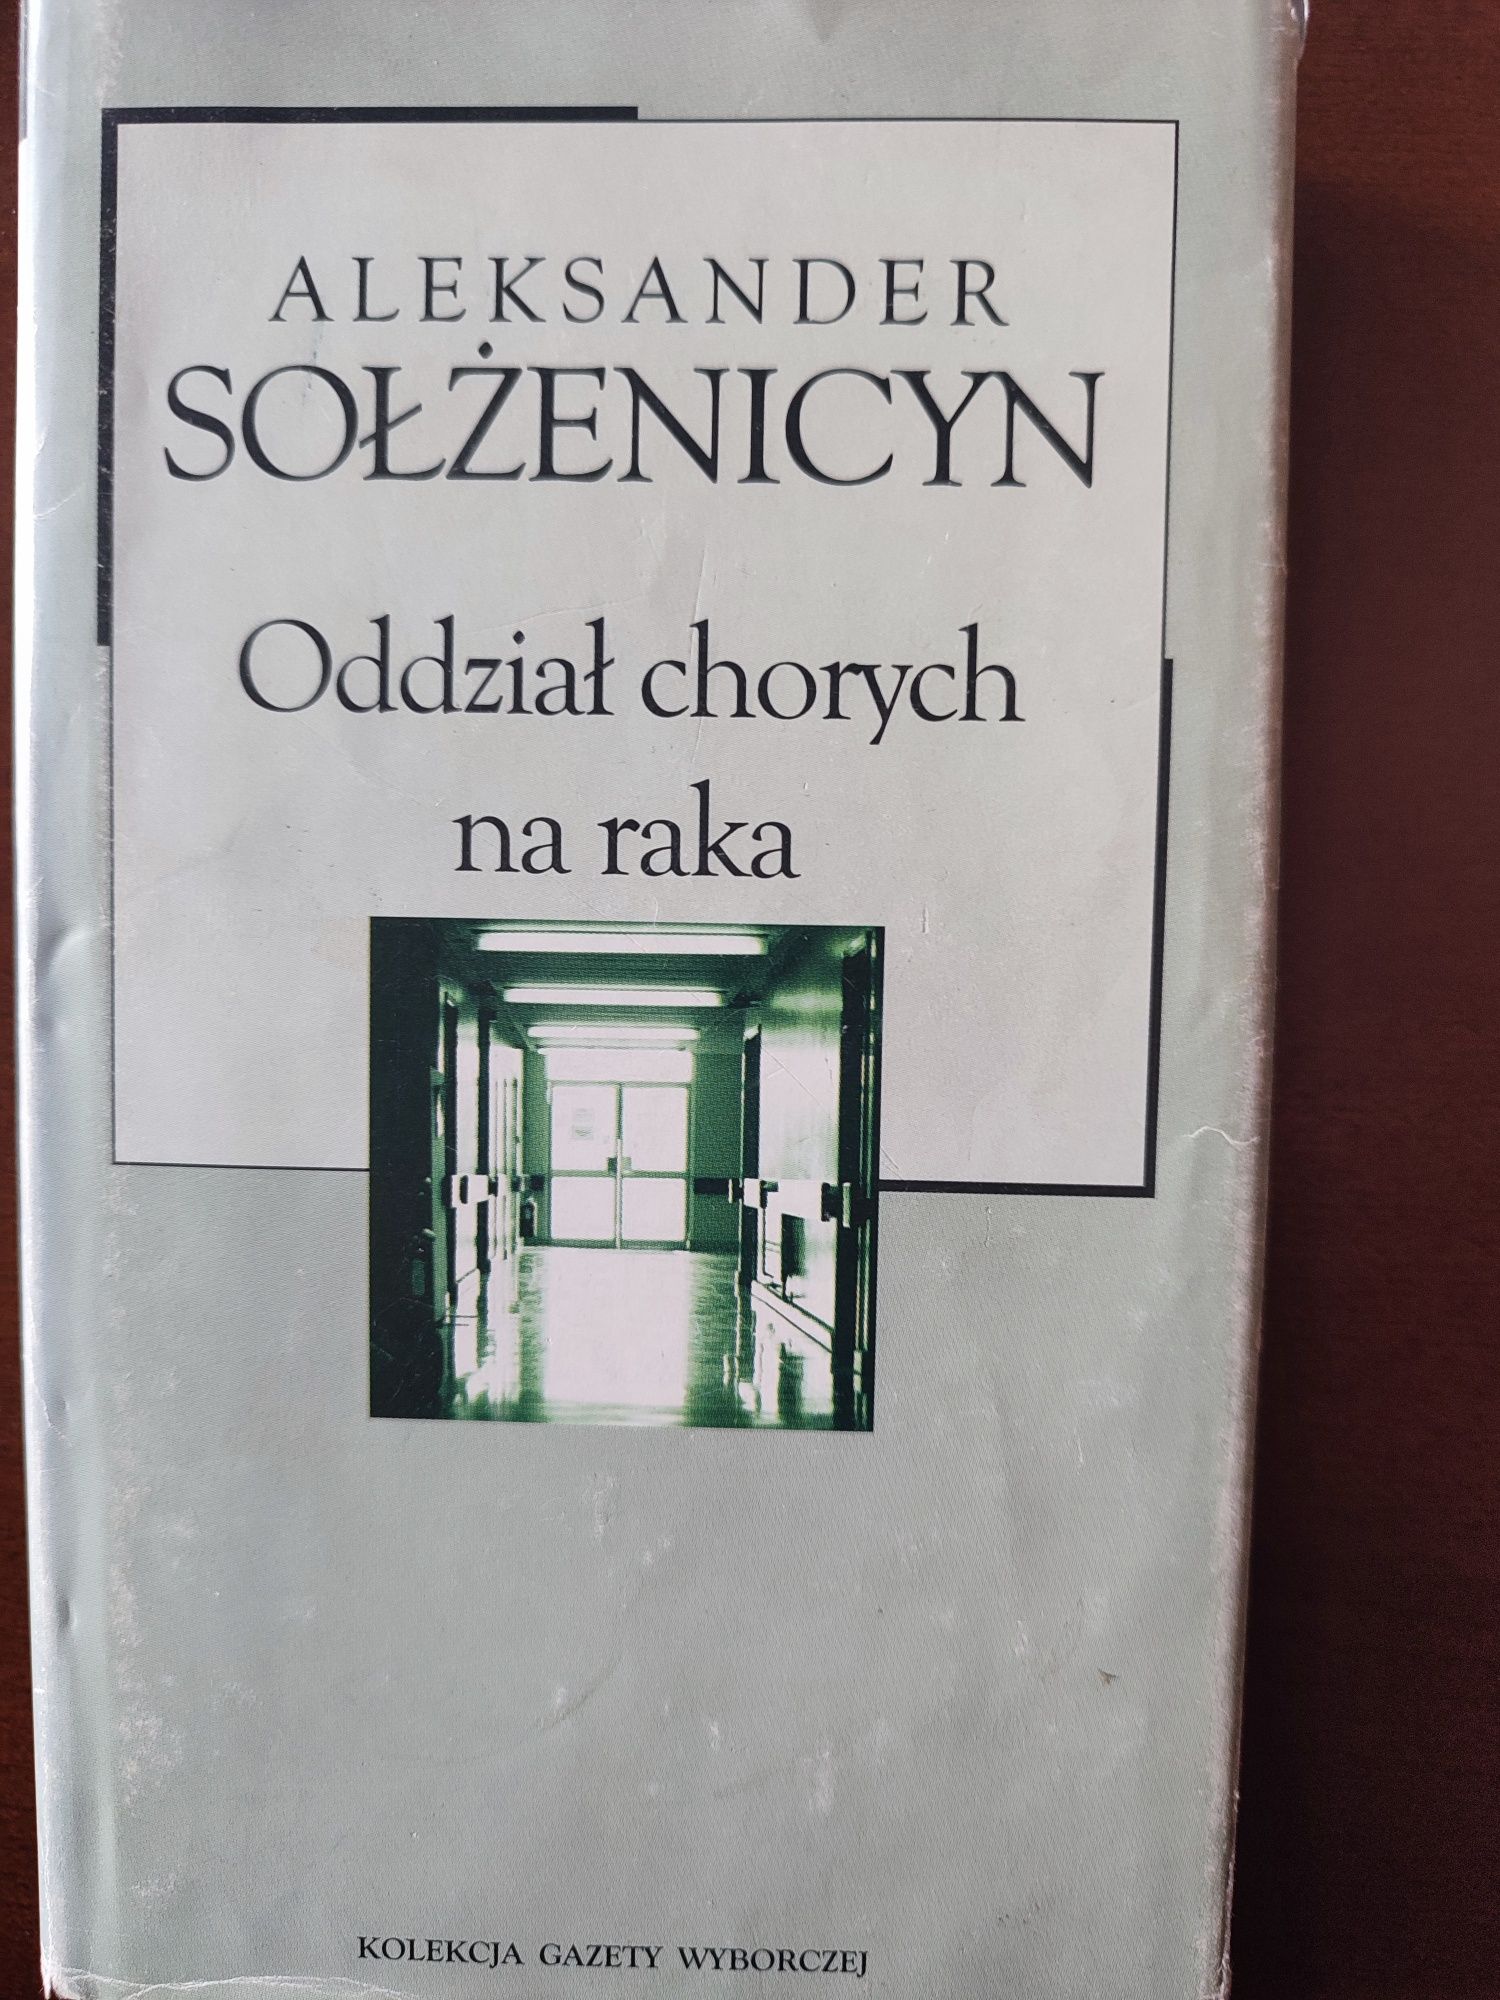 ALEKSANDER
SOŁŻENICYN
Oddział chorych
na raka
KOLEKCJA GAZETY WYBORCZEJ